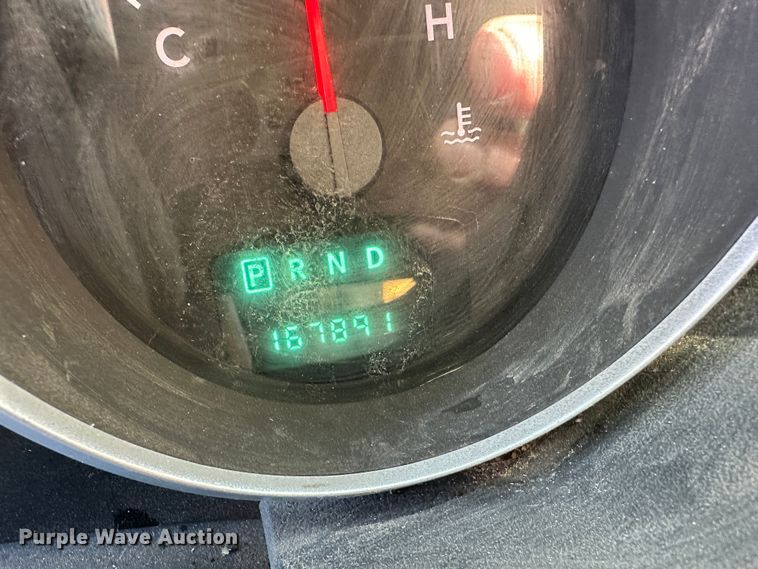 C H
P R N D
167891
Purple Wave Auction